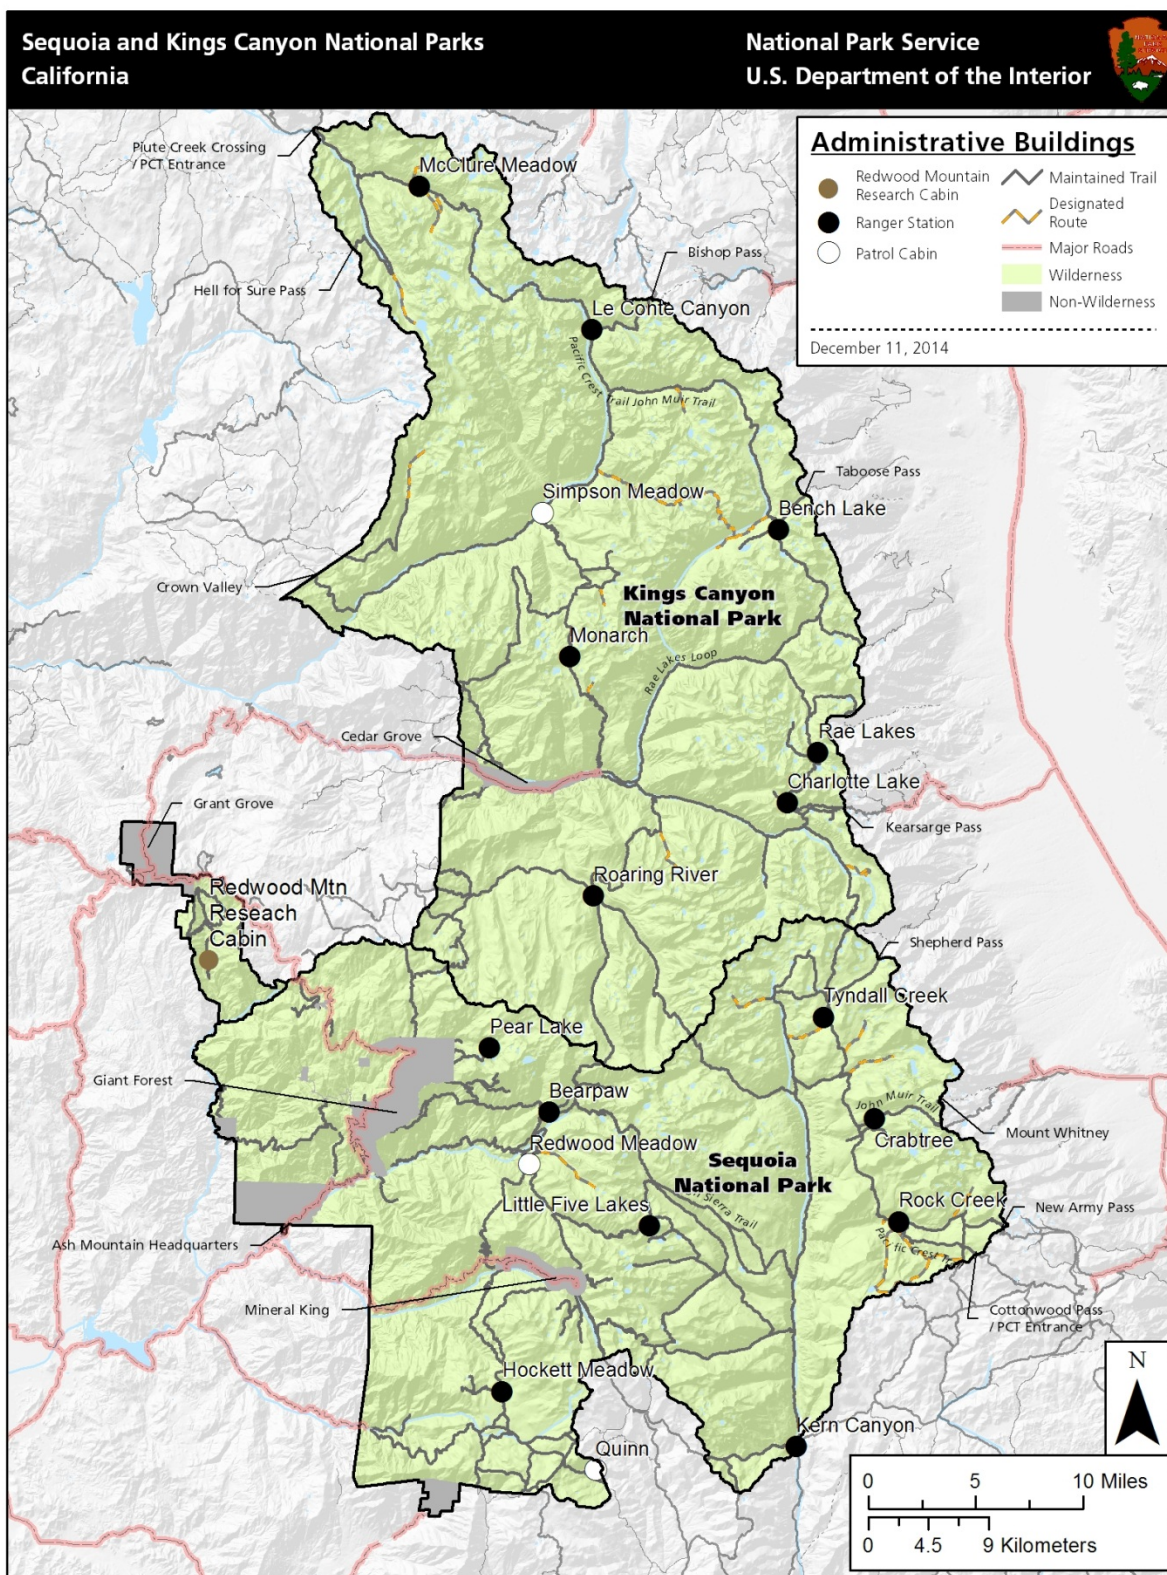 Sequoia and Kings Canyon National Parks
California
National Park Service
U.S. Department of the Interior
Administrative Buildings
Redwood Mountain
Research Cabin
Ranger Station
Patrol Cabin
Maintained Trail
Designated
Route
Major Roads
Wilderness
Non-Wilderness
December 11, 2014
Piute Creek Crossing
/ PCT Entrance
McClure Meadow
Bishop Pass
Hell for Sure Pass
Le Conte Canyon
Pacific Crest Trail John Muir Trail
Taboose Pass
Simpson Meadow
Bench Lake
Crown Valley
Kings Canyon
National Park
Monarch
Rae Lakes Loop
Rae Lakes
Cedar Grove
Charlotte Lake
Grant Grove
Kearsarge Pass
Roaring River
Redwood Mtn
Reseach
Cabin
Shepherd Pass
Tyndall Creek
Pear Lake
Giant Forest
Bearpaw
John Muir Trail
Crabtree
Mount Whitney
Redwood Meadow
Sequoia
National Park
Rock Creek
New Army Pass
Little Five Lakes
Sierra Trail
Pacific Crest Trail
Ash Mountain Headquarters
Mineral King
Cottonwood Pass
/ PCT Entrance
Hockett Meadow
Kern Canyon
Quinn
N
0 5 10 Miles
0 4.5 9 Kilometers